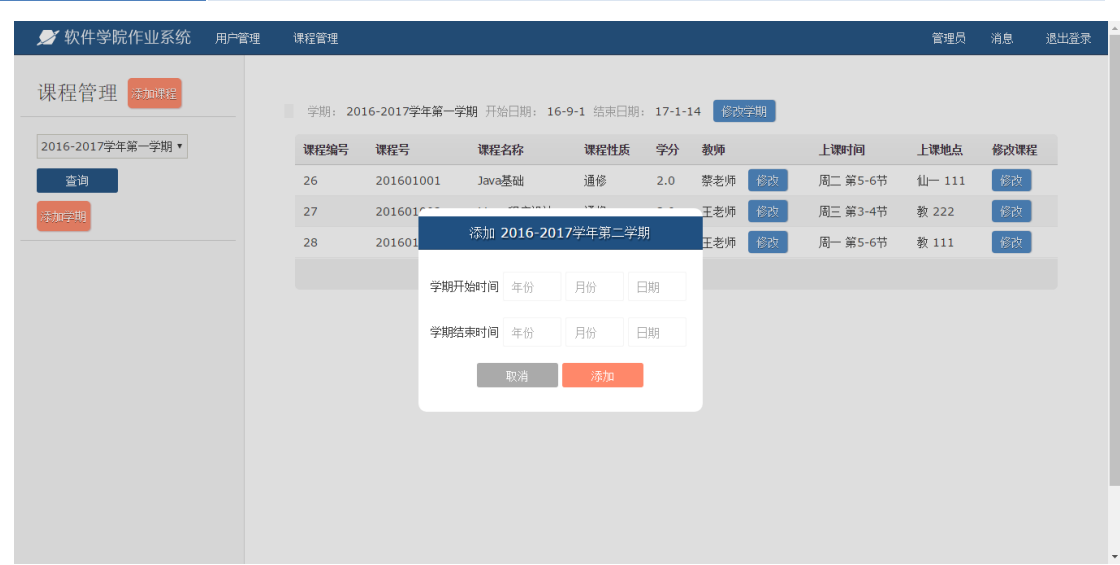 软件学院作业系统 用户管理 课程管理 管理员 消息 退出登录
课程管理 添加课程
学期: 2016-2017学年第一学期 开始日期: 16-9-1 结束日期: 17-1-14 修改学期
2016-2017学年第一学期
查询
添加学期
课程编号 课程号 课程名称 课程性质 学分 教师 上课时间 上课地点 修改课程
26 201601001 Java基础 通修 2.0 蔡老师 修改 周二 第5-6节 仙一 111 修改
27 王老师 修改 周三 第3-4节 教 222 修改
28 王老师 修改 周一 第5-6节 教 111 修改
添加 2016-2017学年第二学期
学期开始时间 年份 月份 日期
学期结束时间 年份 月份 日期
取消 添加